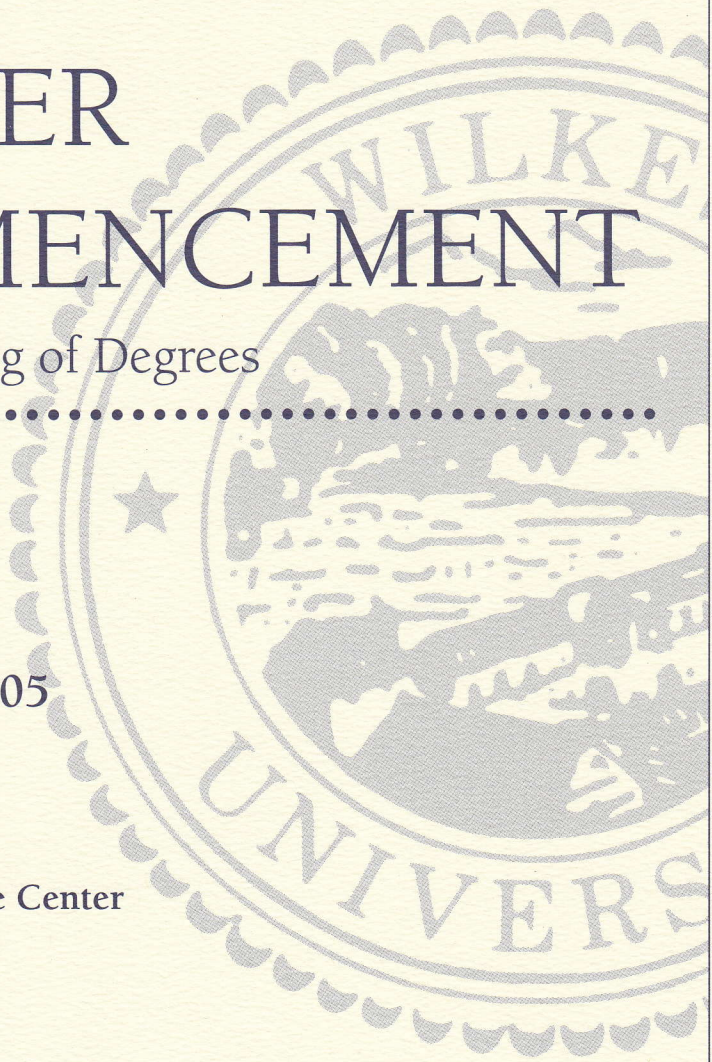 ER
MENCEMENT
g of Degrees
05
e Center
WILKE
UNIVERS